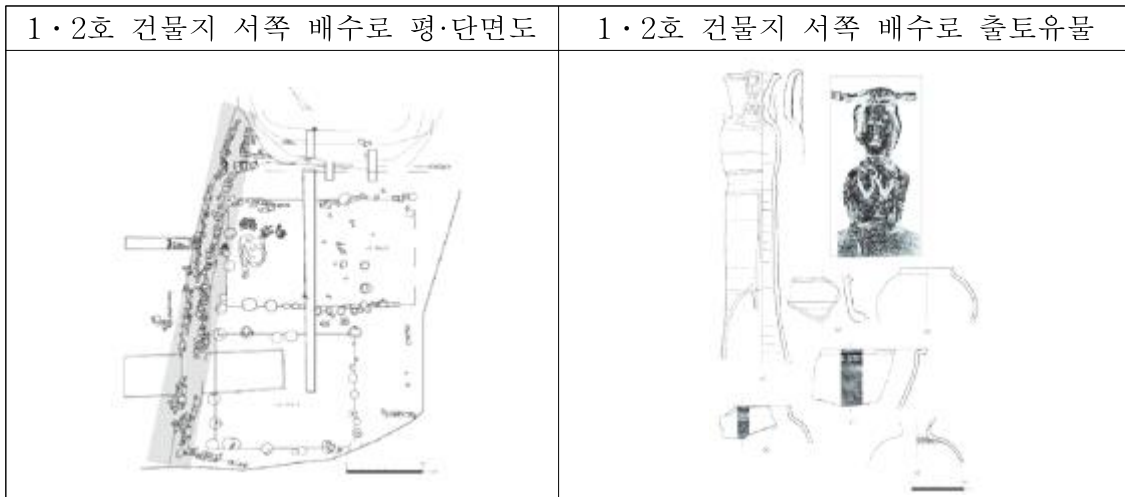 1・2호 건물지 서쪽 배수로 평·단면도
1・2호 건물지 서쪽 배수로 출토유물